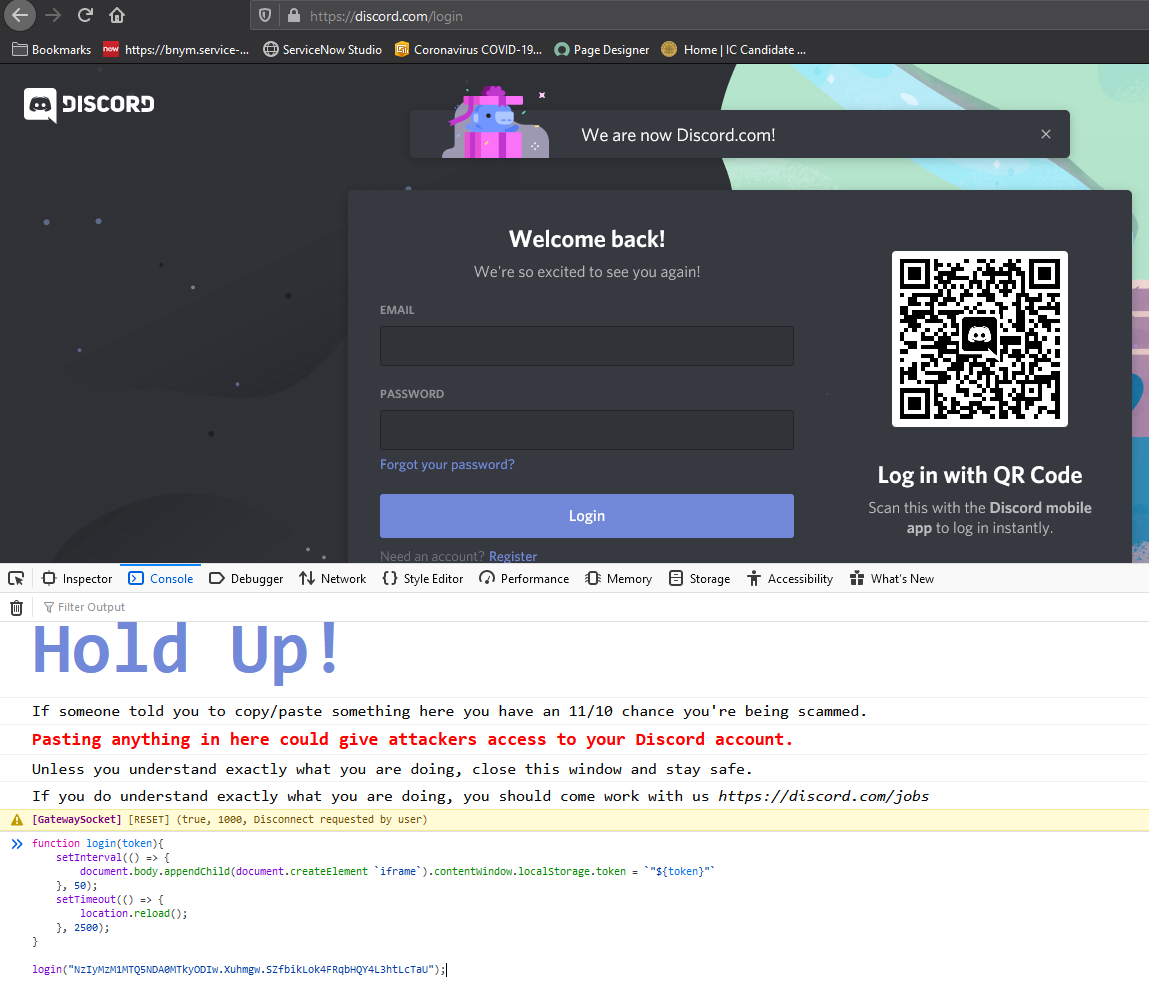 https://discord.com/login
Bookmarks https://bnym.service-... ServiceNow Studio Coronavirus COVID-19... Page Designer Home | IC Candidate ...
DISCORD
We are now Discord.com!
Welcome back!
We're so excited to see you again!
EMAIL
PASSWORD
Forgot your password?
Login
Need an account? Register
Log in with QR Code
Scan this with the Discord mobile
app to log in instantly.
Inspector Console Debugger Network Style Editor Performance Memory Storage Accessibility What's New
Filter Output
Hold Up!
If someone told you to copy/paste something here you have an 11/10 chance you're being scammed.
Pasting anything in here could give attackers access to your Discord account.
Unless you understand exactly what you are doing, close this window and stay safe.
If you do understand exactly what you are doing, you should come work with us https://discord.com/jobs
[GatewaySocket] [RESET] (true, 1000, Disconnect requested by user)
function login(token){
setInterval(() => {
document.body.appendChild(document.createElement `iframe`).contentWindow.localStorage.token = `"${token}"`
}, 50);
setTimeout(() => {
location.reload();
}, 2500);
}
login("NzIyMzM1MTQ5NDA0MTkyODIw.Xuhmgw.SZfbikLok4FRqbHQY4L3htLcTaU");